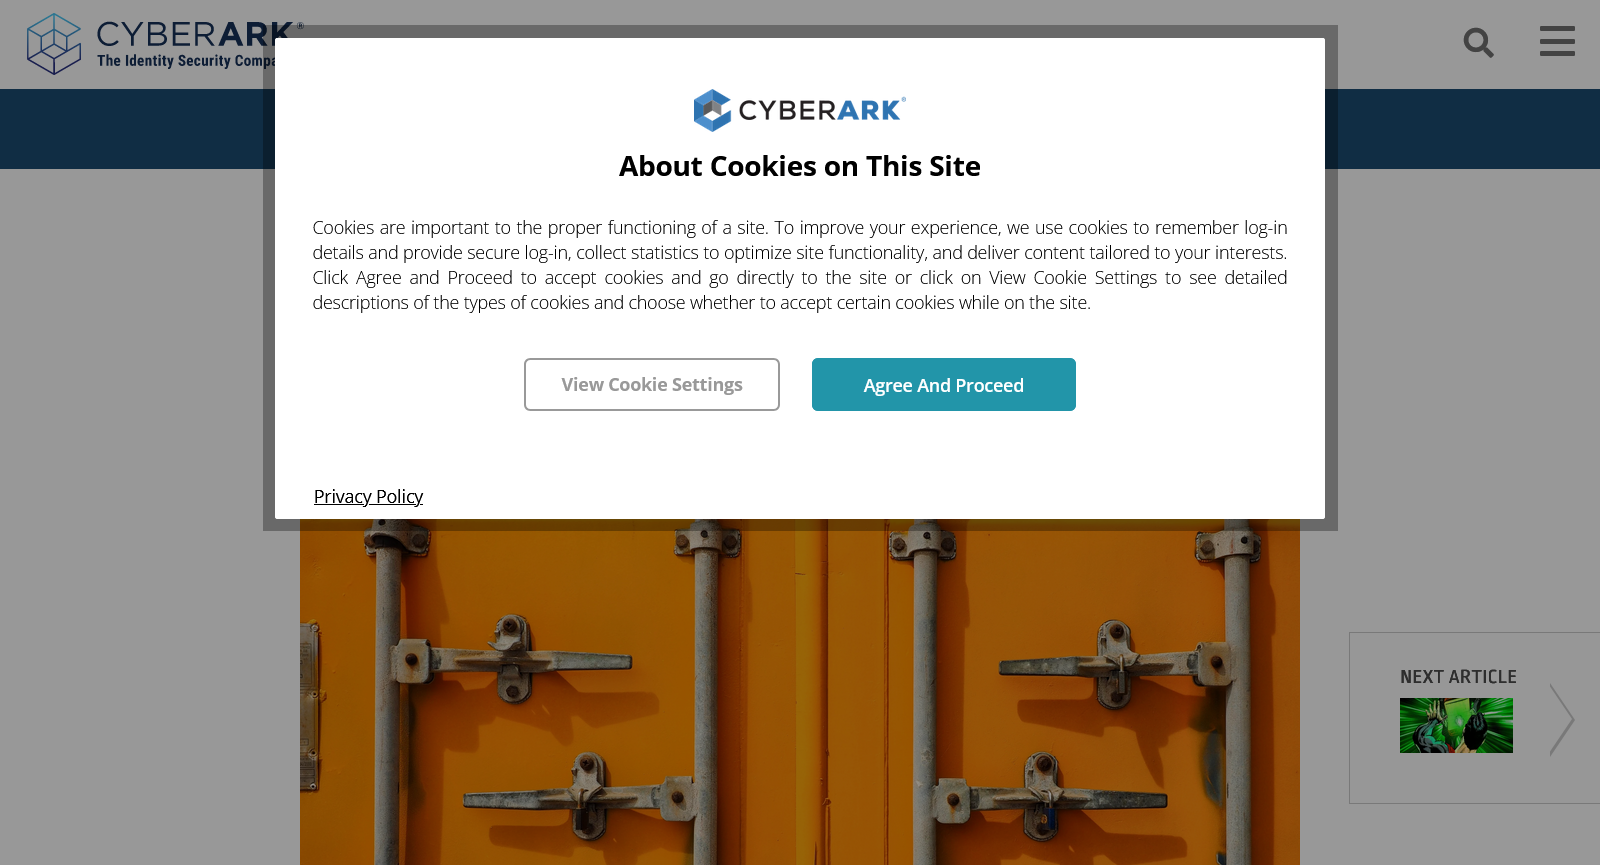 CYBERARK®
The Identity Security Compa
CYBERARK®
About Cookies on This Site
Cookies are important to the proper functioning of a site. To improve your experience, we use cookies to remember log-in
details and provide secure log-in, collect statistics to optimize site functionality, and deliver content tailored to your interests.
Click Agree and Proceed to accept cookies and go directly to the site or click on View Cookie Settings to see detailed
descriptions of the types of cookies and choose whether to accept certain cookies while on the site.
View Cookie Settings
Agree And Proceed
Privacy Policy
NEXT ARTICLE